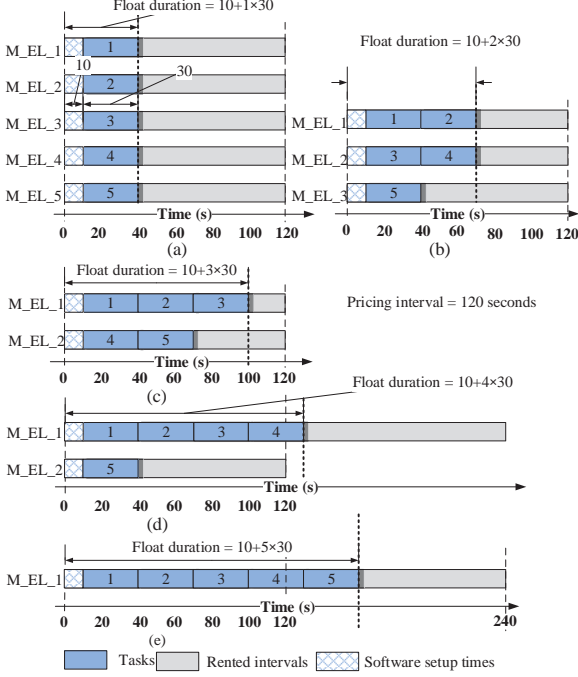 Float duration = 10+1×30
M_EL_1
1
10
30
M_EL_2
2
M_EL_3
3
M_EL_4
4
M_EL_5
5
Time (s)
0 20 40 60 80 100 120
(a)
Float duration = 10+2×30
M_EL_1
1 2
M_EL_2
3 4
M_EL_3
5
Time (s)
0 20 40 60 80 100 120
(b)
Float duration = 10+3×30
M_EL_1
1 2 3
Pricing interval = 120 seconds
M_EL_2
4 5
Time (s)
0 20 40 60 80 100 120
(c)
Float duration = 10+4×30
M_EL_1
1 2 3 4
M_EL_2
5
Time (s)
0 20 40 60 80 100 120
(d)
Float duration = 10+5×30
M_EL_1
1 2 3 4 5
Time (s)
0 20 40 60 80 100 120 240
(e)
Tasks Rented intervals Software setup times